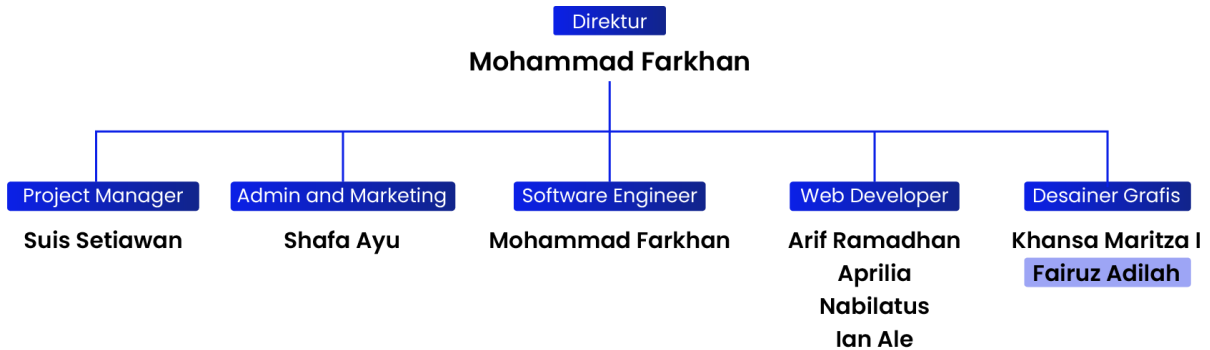 Direktur
Mohammad Farkhan
Project Manager
Suis Setiawan
Admin and Marketing
Shafa Ayu
Software Engineer
Mohammad Farkhan
Web Developer
Arif Ramadhan
Aprilia
Nabilatus
Ian Ale
Desainer Grafis
Khansa Maritza I
Fairuz Adilah